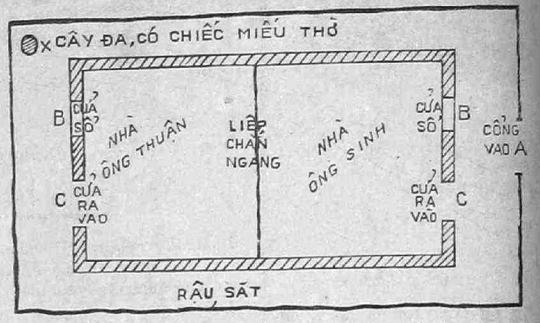 X CÂY ĐA, CÓ CHIẾC MIẾU THỜ
B
CỬA
SỔ
NHÀ
ÔNG THUẬN
C
CỬA
RA
VÀO
LIẾP
CHẮN
NGANG
NHÀ
ÔNG SINH
CỬA
SỔ
B
CỬA
RA
VÀO
C
CỔNG
VÀO A
RẬU SẮT